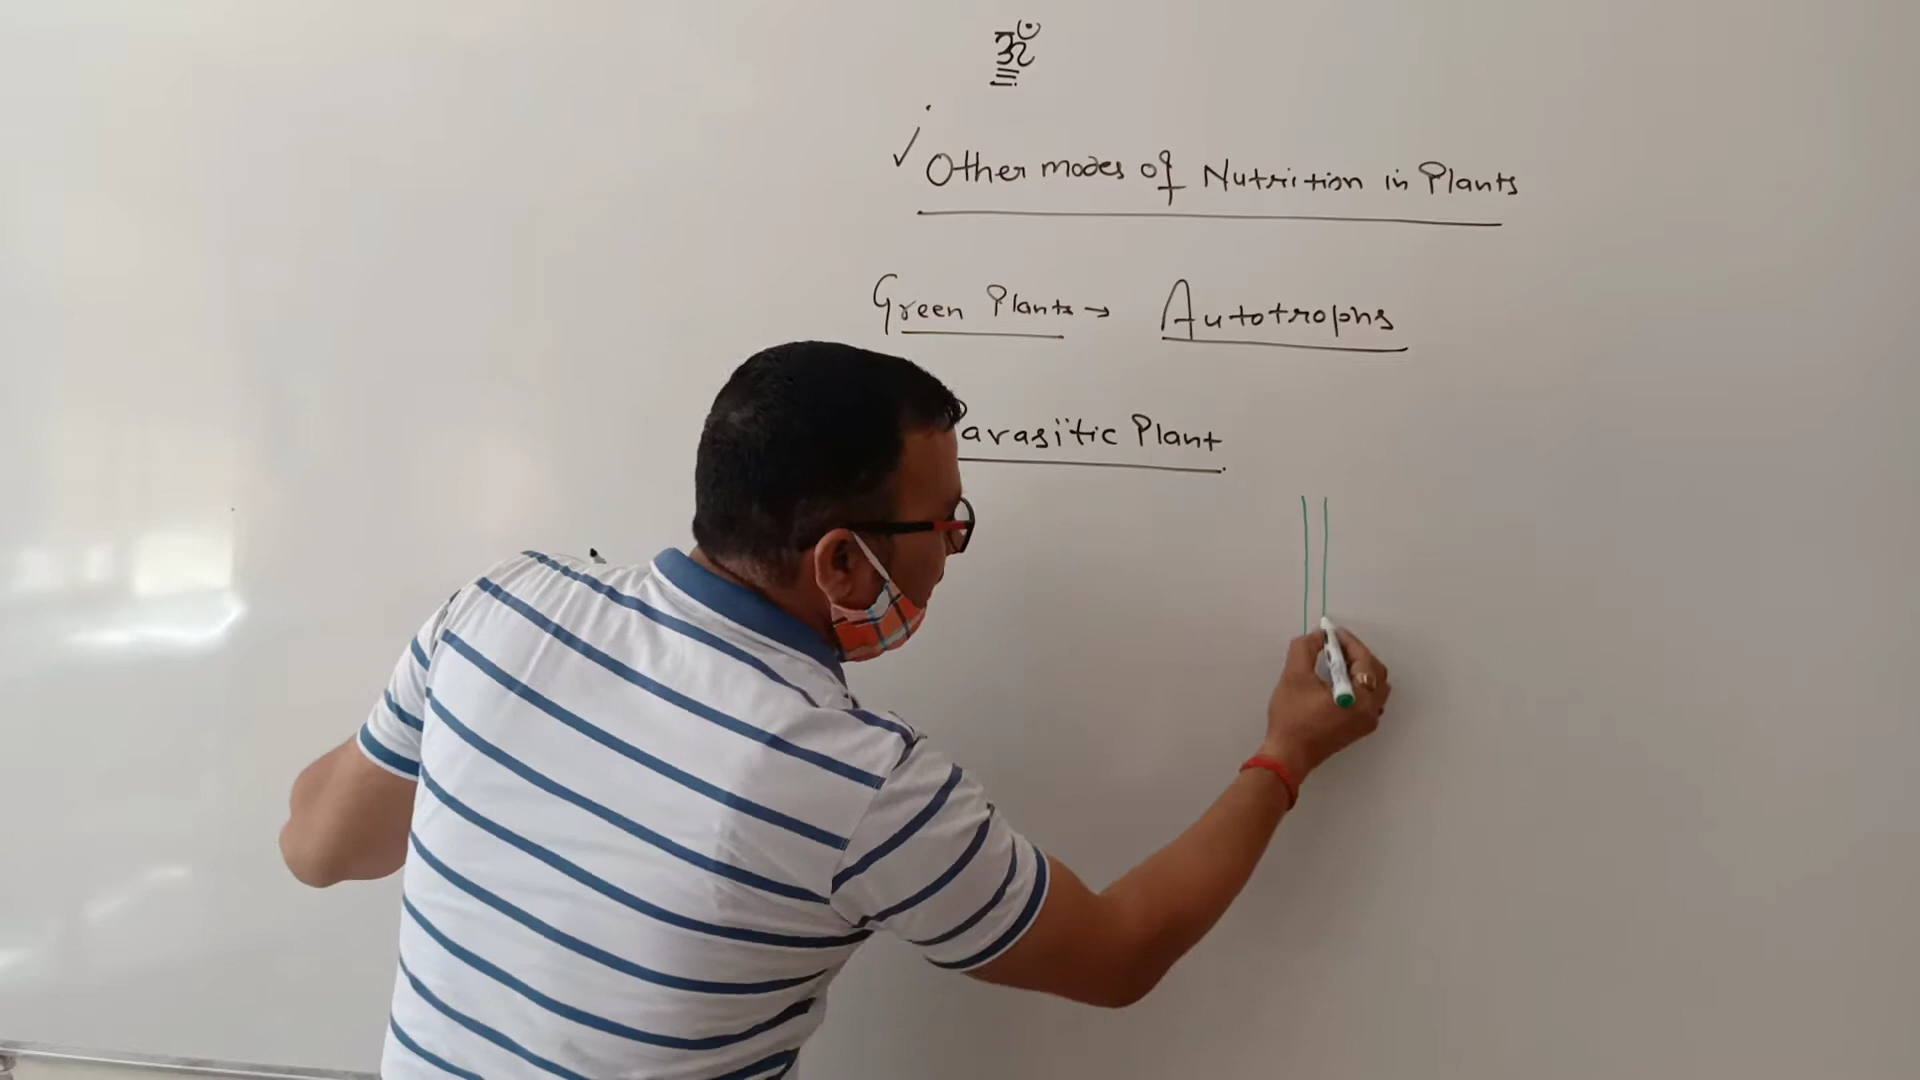 ॐ
Other modes of Nutrition in Plants
Green Plants → Autotrophs
arasitic Plant